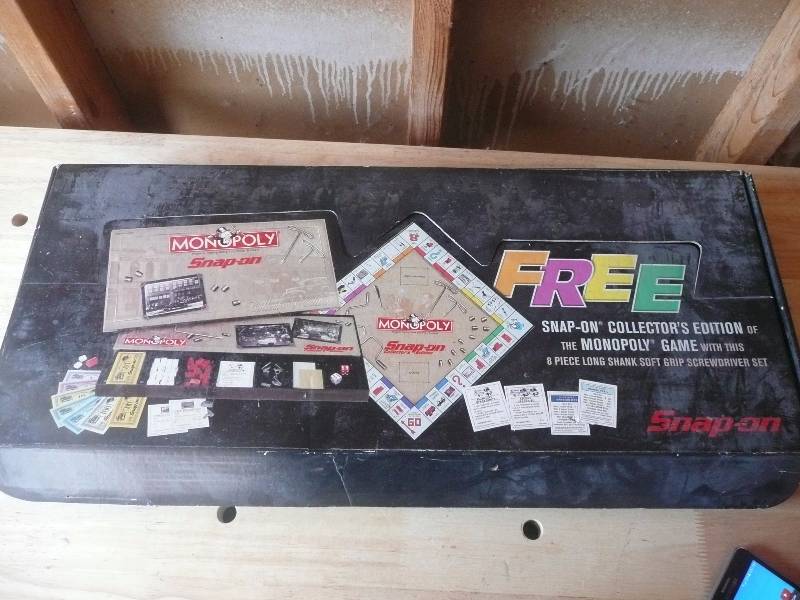 MONOPOLY
Snap-on
MONOPOLY
Snap-on
MONOPOLY
Snap-on
GO
FREE
SNAP-ON® COLLECTOR'S EDITION OF
THE MONOPOLY® GAME WITH THIS
8 PIECE LONG SHANK SOFT GRIP SCREWDRIVER SET
Snap-on